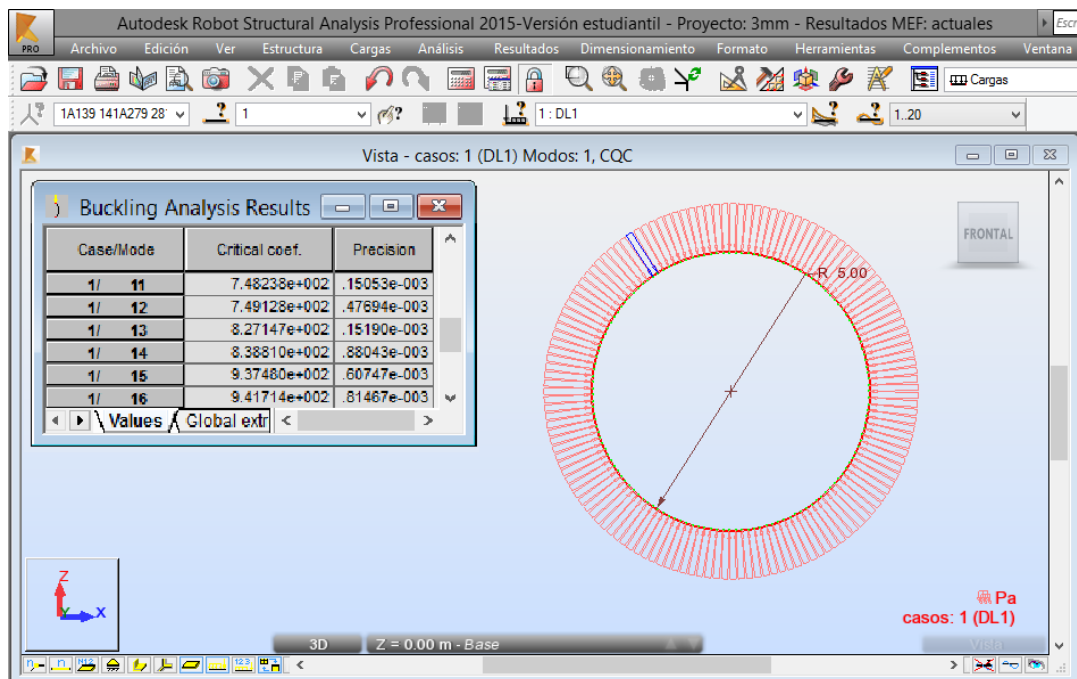 Autodesk Robot Structural Analysis Professional 2015-Versión estudiantil - Proyecto: 3mm - Resultados MEF: actuales
Escr
PRO Archivo Edición Ver Estructura Cargas Análisis Resultados Dimensionamiento Formato Herramientas Complementos Ventana
Cargas
1A139 141A279 28 1 1 : DL1 1..20
Vista - casos: 1 (DL1) Modos: 1, CQC
Buckling Analysis Results
Case/Mode Critical coef. Precision
1/ 11 7.48238e+002 .15053e-003
1/ 12 7.49128e+002 .47694e-003
1/ 13 8.27147e+002 .15190e-003
1/ 14 8.38810e+002 .88043e-003
1/ 15 9.37480e+002 .60747e-003
1/ 16 9.41714e+002 .81467e-003
Values Global extr
FRONTAL
R 5.00
Z
Y X
Pa
casos: 1 (DL1)
3D Z = 0.00 m - Base
Vista